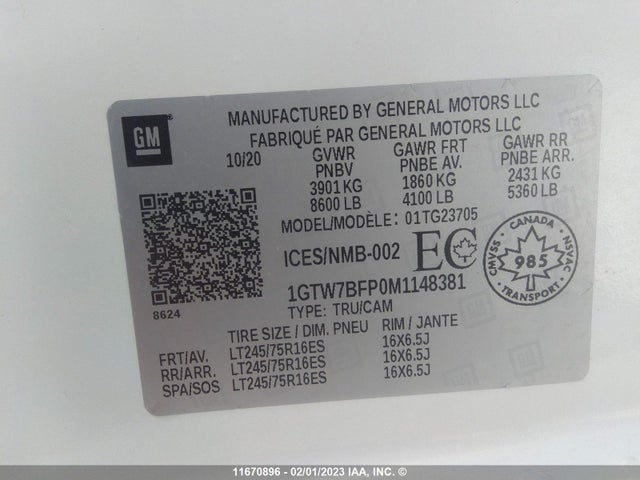 GM
MANUFACTURED BY GENERAL MOTORS LLC
FABRIQUÉ PAR GENERAL MOTORS LLC
10/20 GVWR GAWR FRT GAWR RR
PNBV PNBE AV. PNBE ARR.
3901 KG 1860 KG 2431 KG
8600 LB 4100 LB 5360 LB
MODEL/MODÈLE: 01TG23705
ICES/NMB-002 EC
CANADA
CMVSS 985 NSVAC
TRANSPORT
1GTW7BFP0M1148381
8624
TYPE: TRU/CAM
TIRE SIZE / DIM. PNEU RIM / JANTE
FRT/AV. LT245/75R16ES 16X6.5J
RR/ARR. LT245/75R16ES 16X6.5J
SPA/SOS LT245/75R16ES 16X6.5J
11670896 - 02/01/2023 IAA, INC. ©